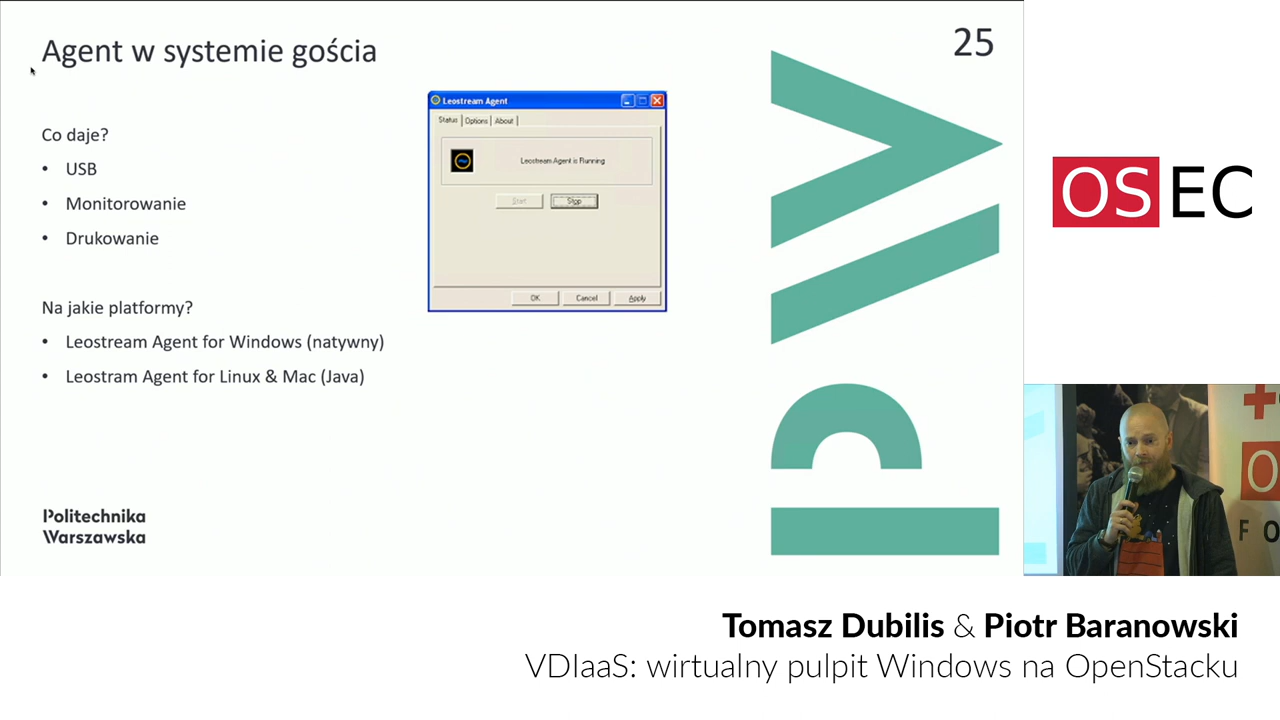 Agent w systemie gościa
25
Co daje?
• USB
• Monitorowanie
• Drukowanie
Na jakie platformy?
• Leostream Agent for Windows (natywny)
• Leostram Agent for Linux & Mac (Java)
Leostream Agent
Status Options About
Leostream Agent is Running
Start Stop
OK Cancel Apply
Politechnika
Warszawska
PW
OSEC
O
F O
Tomasz Dubilis & Piotr Baranowski
VDIaaS: wirtualny pulpit Windows na OpenStacku